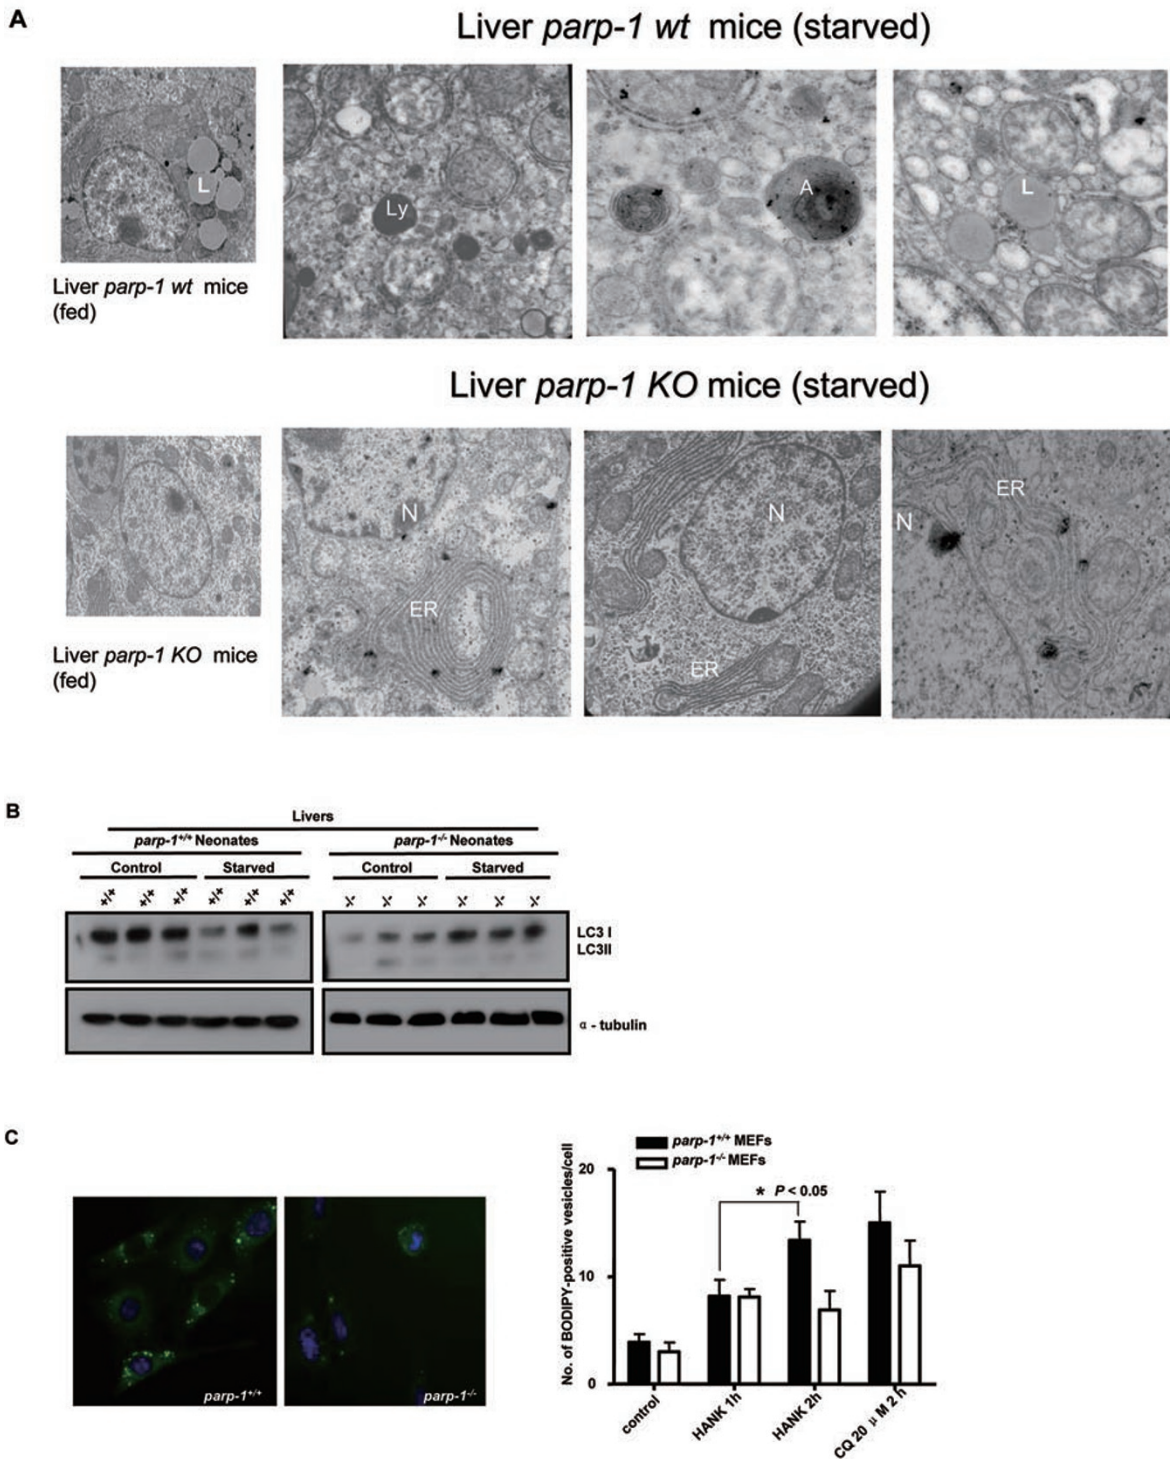 A
Liver parp-1 wt mice (starved)
L
Ly
A
L
Liver parp-1 wt mice
(fed)
Liver parp-1 KO mice (starved)
N
ER
N
ER
N
ER
Liver parp-1 KO mice
(fed)
B
Livers
parp-1+/+ Neonates
parp-1-/- Neonates
Control
Starved
Control
Starved
+/+ +/+ +/+ +/+ +/+ +/+
-/- -/- -/- -/- -/- -/-
LC3 I
LC3II
α - tubulin
C
parp-1+/+
parp-1-/-
parp-1+/+ MEFs
parp-1-/- MEFs
No. of BODIPY-positive vesicles/cell
20
10
0
* P < 0.05
control
HANK 1h
HANK 2h
CQ 20 μ M 2 h